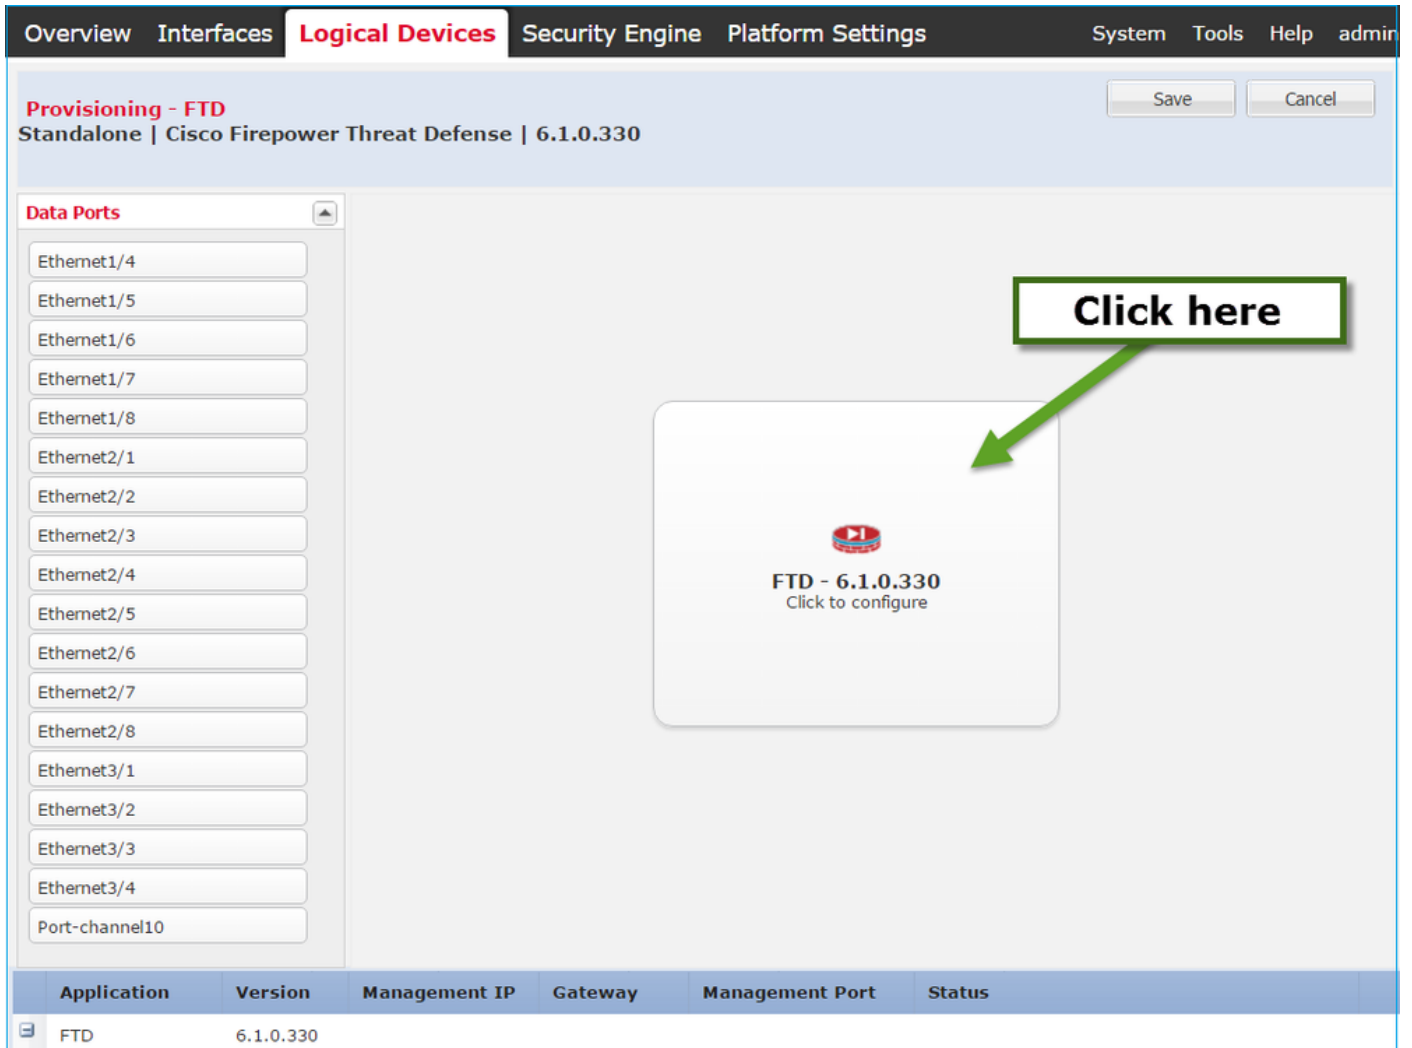 Overview Interfaces Logical Devices Security Engine Platform Settings System Tools Help admin
Provisioning - FTD
Standalone | Cisco Firepower Threat Defense | 6.1.0.330
Save Cancel
Data Ports
Ethernet1/4
Ethernet1/5
Ethernet1/6
Ethernet1/7
Ethernet1/8
Ethernet2/1
Ethernet2/2
Ethernet2/3
Ethernet2/4
Ethernet2/5
Ethernet2/6
Ethernet2/7
Ethernet2/8
Ethernet3/1
Ethernet3/2
Ethernet3/3
Ethernet3/4
Port-channel10
Click here
FTD - 6.1.0.330
Click to configure
Application Version Management IP Gateway Management Port Status
FTD 6.1.0.330